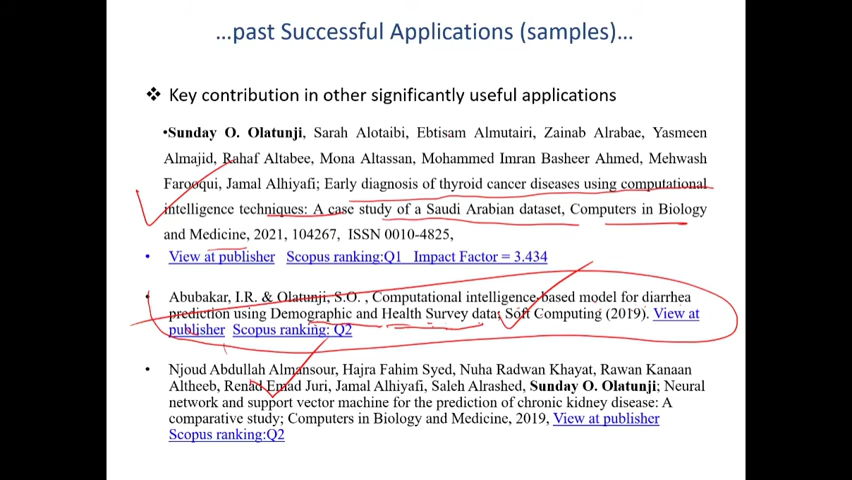 ...past Successful Applications (samples)...
❖ Key contribution in other significantly useful applications
•Sunday O. Olatunji, Sarah Alotaibi, Ebtisam Almutairi, Zainab Alrabae, Yasmeen
Almajid, Rahaf Altabee, Mona Altassan, Mohammed Imran Basheer Ahmed, Mehwash
Farooqui, Jamal Alhiyafi; Early diagnosis of thyroid cancer diseases using computational
intelligence techniques: A case study of a Saudi Arabian dataset, Computers in Biology
and Medicine, 2021, 104267, ISSN 0010-4825,
• View at publisher Scopus ranking:Q1 Impact Factor = 3.434
• Abubakar, I.R. & Olatunji, S.O. , Computational intelligence-based model for diarrhea
prediction using Demographic and Health Survey data; Soft Computing (2019). View at
publisher Scopus ranking: Q2
• Njoud Abdullah Almansour, Hajra Fahim Syed, Nuha Radwan Khayat, Rawan Kanaan
Altheeb, Renad Emad Juri, Jamal Alhiyafi, Saleh Alrashed, Sunday O. Olatunji; Neural
network and support vector machine for the prediction of chronic kidney disease: A
comparative study; Computers in Biology and Medicine, 2019, View at publisher
Scopus ranking:Q2